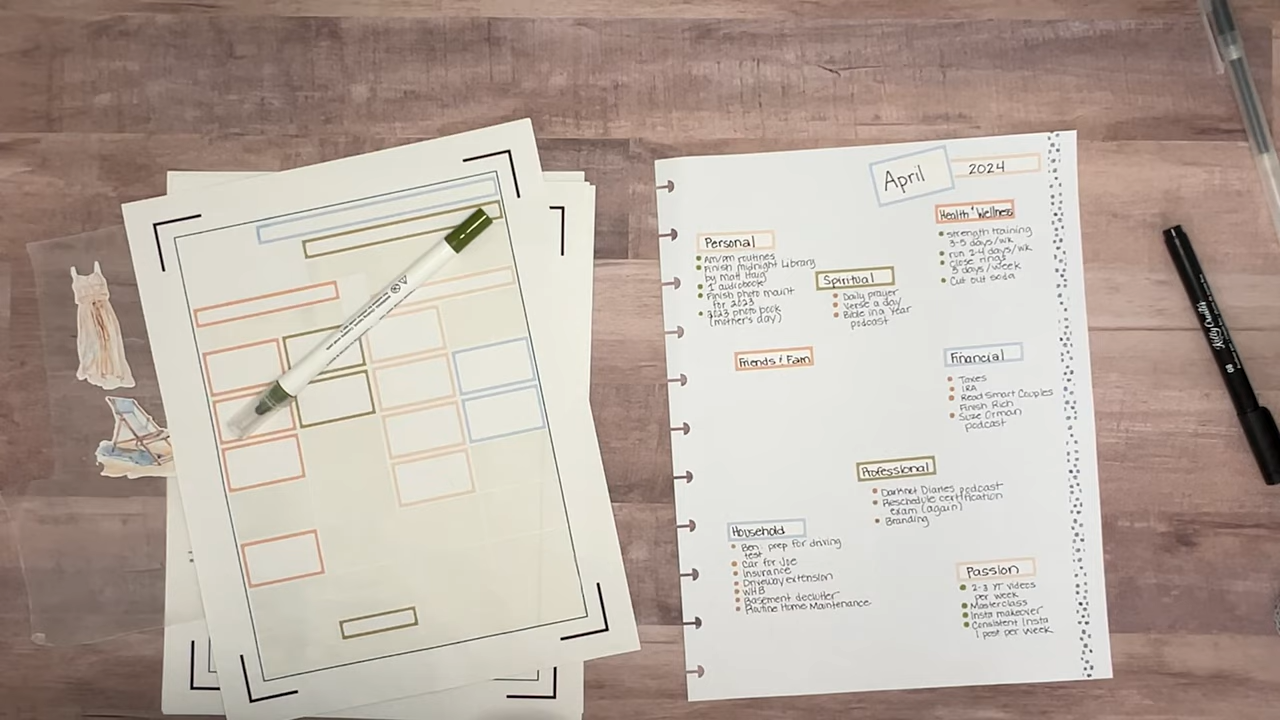 April
2024
Health & Wellness
strength training
3-5 days/wk
run 2-4 days/wk
close rings
5 days/week
Cut out soda
Personal
Am/pm routines
Finish Midnight Library
by Matt Haig
1 audiobook
Finish photo
for 2023
2023 photo book
(mother's day)
Spiritual
Daily prayer
Verse a day
Bible in a Year
podcast
Friends & Fam
Financial
Taxes
IRA
Read Smart Couples
Finish Rich
Suze Orman
podcast
Professional
Darknet Diaries podcast
Reschedule certification
exam (again)
Branding
Household
Ben prep for driving
test
Car for Joe
Insurance
Driveway extension
WHB
Basement declutter
Routine Home Maintenance
Passion
2-3 YT videos
per week
Masterclass
Insta makeover
Consistent Insta
1 post per week
Kelly Creates